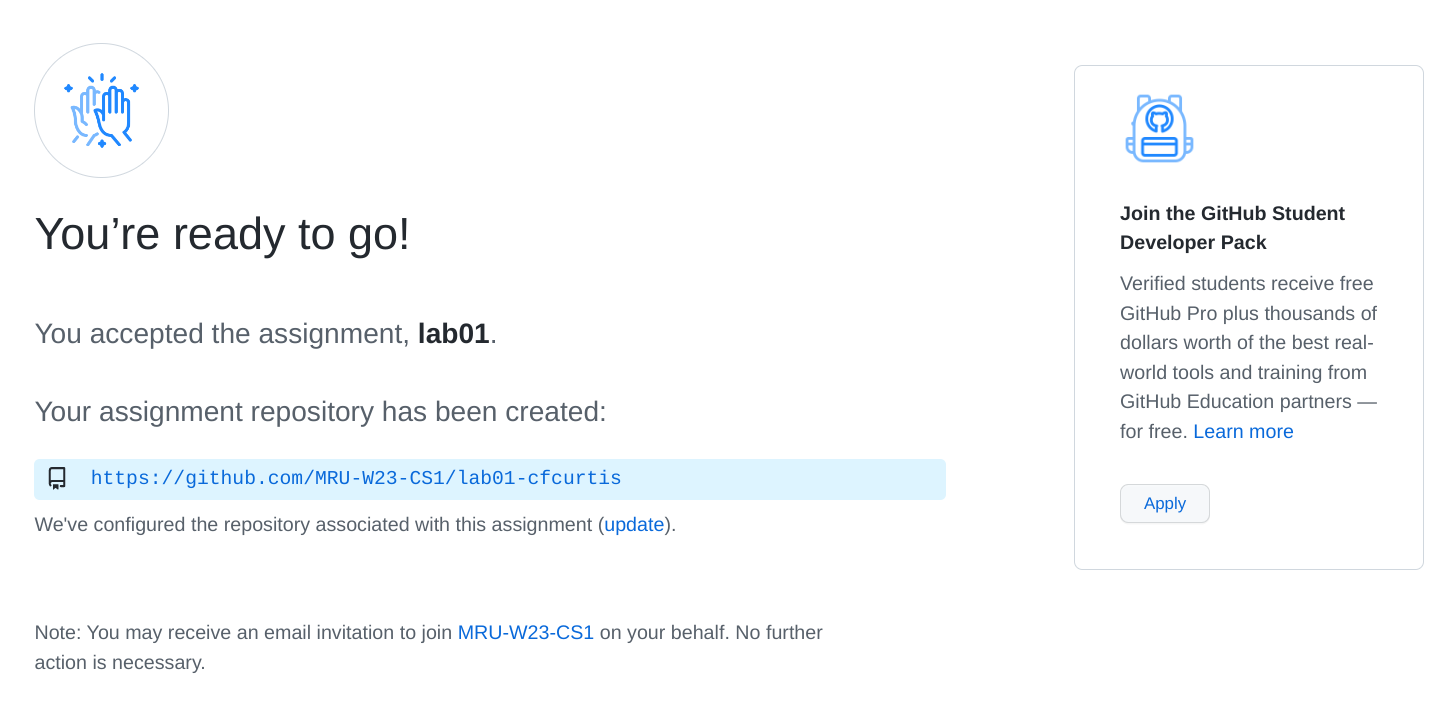 You’re ready to go!
You accepted the assignment, lab01.
Your assignment repository has been created:
https://github.com/MRU-W23-CS1/lab01-cfcurtis
We've configured the repository associated with this assignment (update).
Note: You may receive an email invitation to join MRU-W23-CS1 on your behalf. No further
action is necessary.
Join the GitHub Student
Developer Pack
Verified students receive free
GitHub Pro plus thousands of
dollars worth of the best real-
world tools and training from
GitHub Education partners —
for free. Learn more
Apply